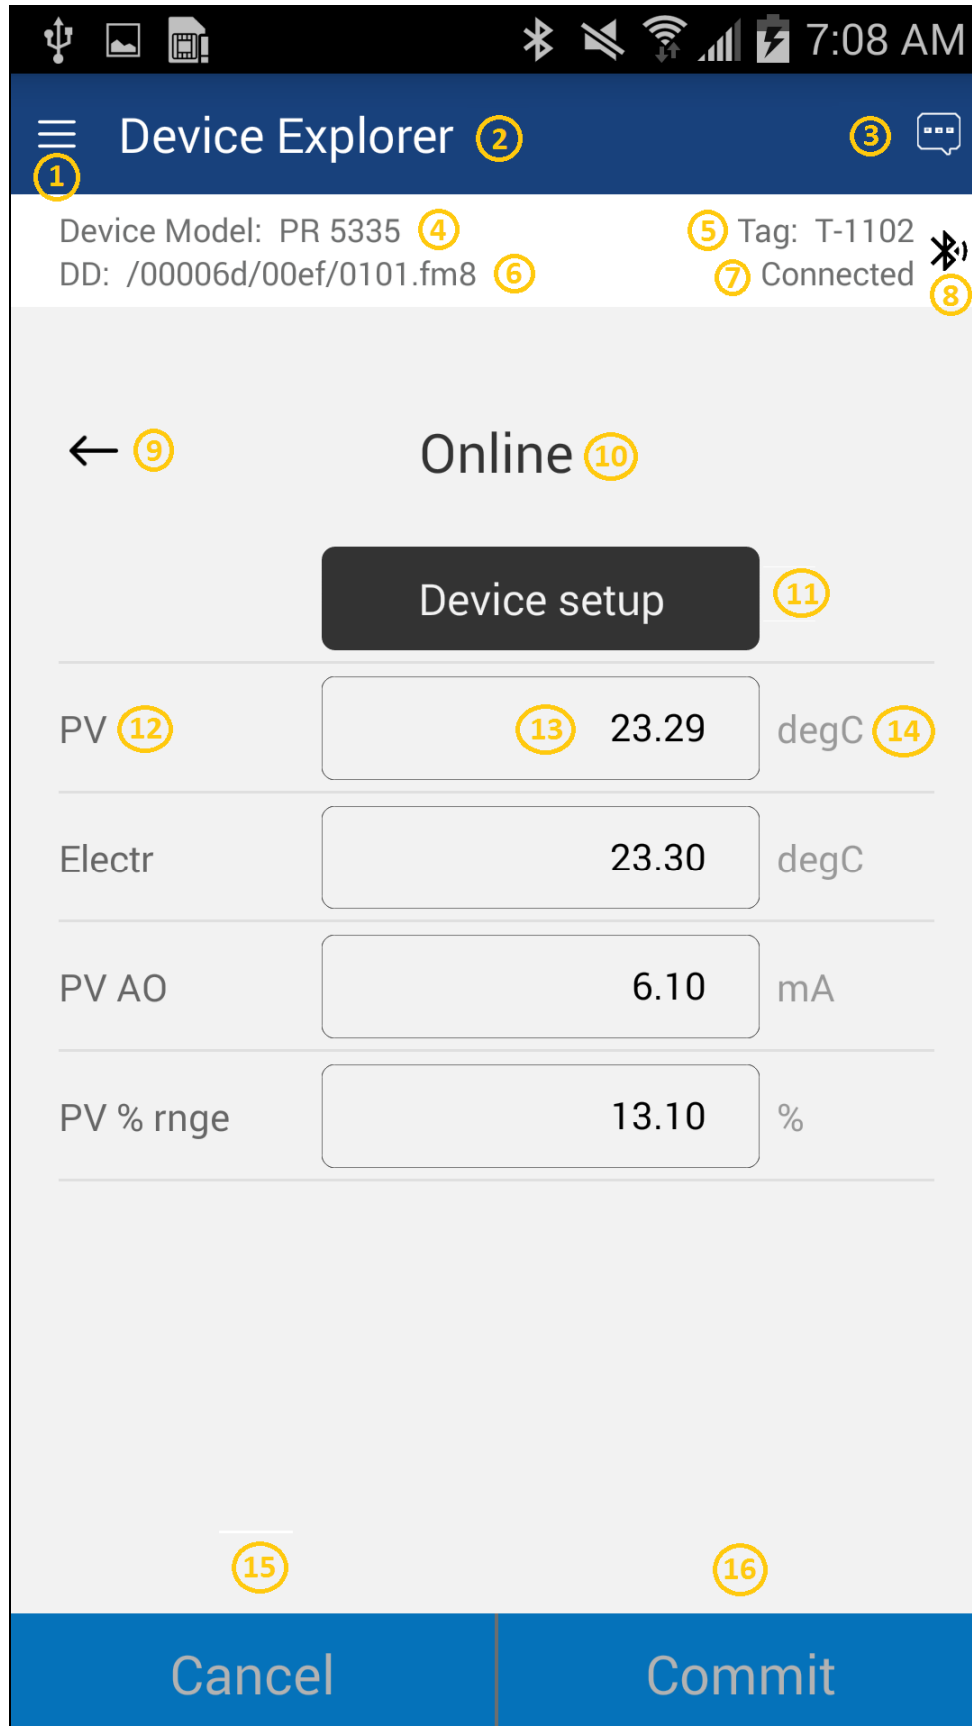 7:08 AM
Device Explorer 2 3
1
Device Model: PR 5335 4 5 Tag: T-1102
DD: /00006d/00ef/0101.fm8 6 7 Connected
8
9 Online 10
Device setup 11
PV 12 13 23.29 degC 14
Electr 23.30 degC
PV AO 6.10 mA
PV % rnge 13.10 %
15 16
Cancel Commit